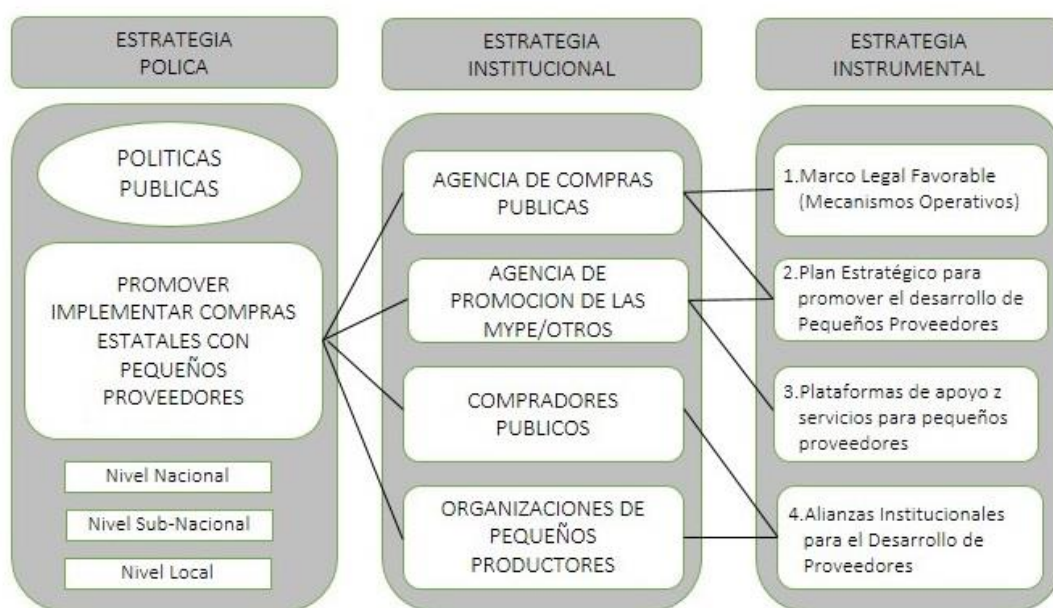 ESTRATEGIA
POLICA
POLITICAS
PUBLICAS
PROMOVER
IMPLEMENTAR COMPRAS
ESTATALES CON
PEQUEÑOS
PROVEEDORES
Nivel Nacional
Nivel Sub-Nacional
Nivel Local
ESTRATEGIA
INSTITUCIONAL
AGENCIA DE COMPRAS
PUBLICAS
AGENCIA DE
PROMOCION DE LAS
MYPE/OTROS
COMPRADORES
PUBLICOS
ORGANIZACIONES DE
PEQUEÑOS
PRODUCTORES
ESTRATEGIA
INSTRUMENTAL
1.Marco Legal Favorable
(Mecanismos Operativos)
2.Plan Estratégico para
promover el desarrollo de
Pequeños Proveedores
3.Plataformas de apoyo z
servicios para pequeños
proveedores
4.Alianzas Institucionales
para el Desarrollo de
Proveedores